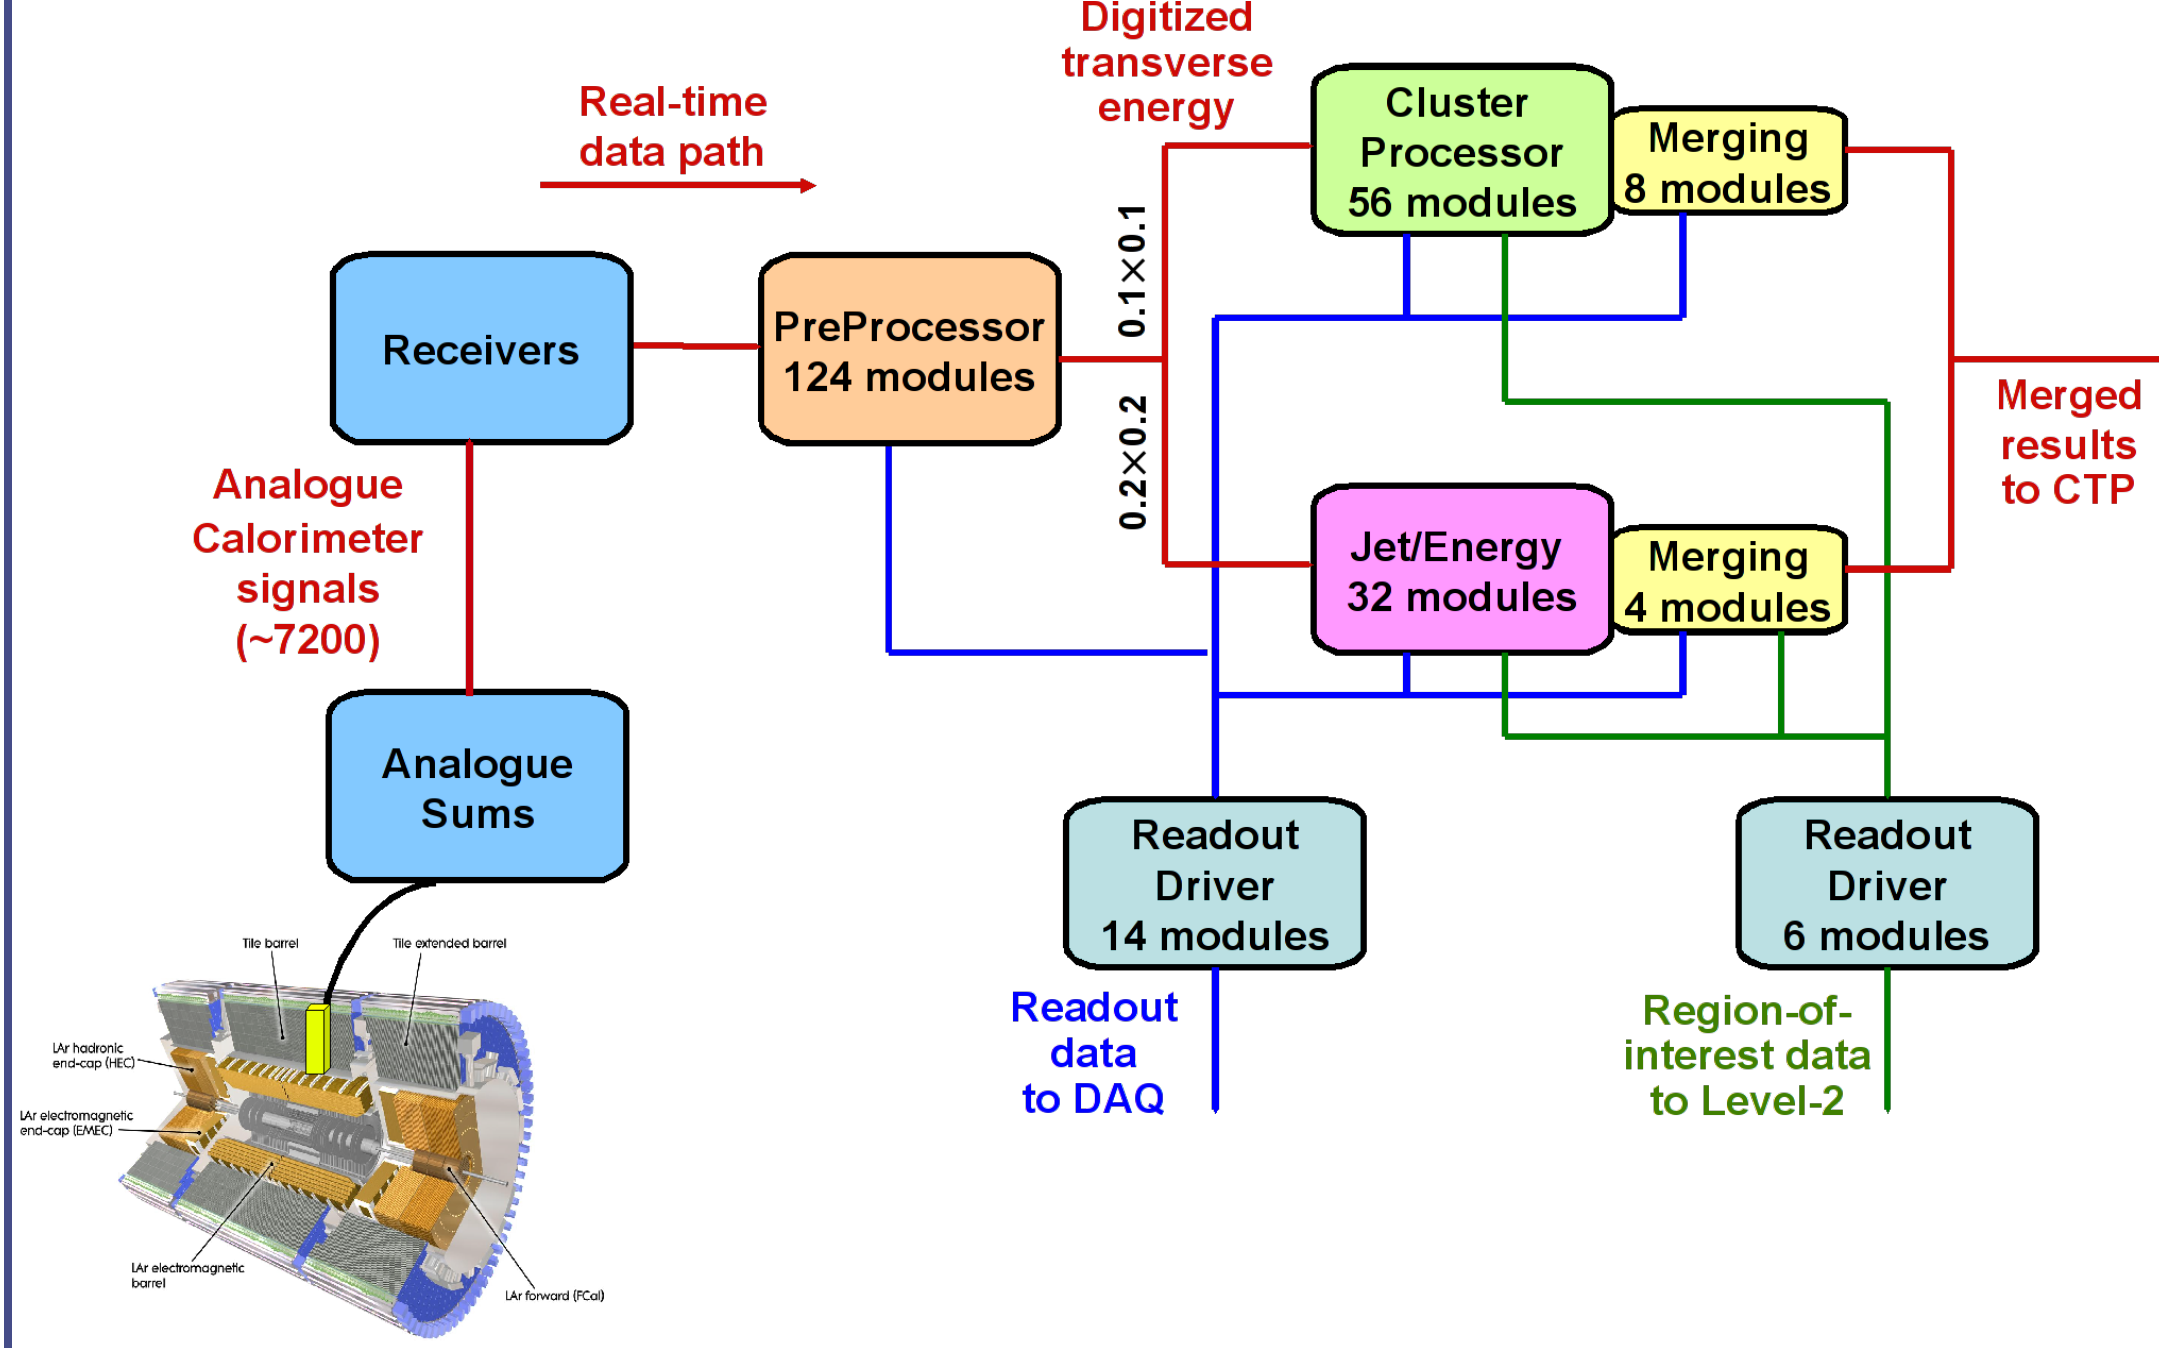 Digitized
transverse
energy
Real-time
data path
Cluster
Processor
56 modules
Merging
8 modules
0.1×0.1
Receivers
PreProcessor
124 modules
0.2×0.2
Merged
results
to CTP
Analogue
Calorimeter
signals
(~7200)
Jet/Energy
32 modules
Merging
4 modules
Analogue
Sums
Readout
Driver
14 modules
Readout
Driver
6 modules
Readout
data
to DAQ
Region-of-
interest data
to Level-2
Tile barrel
Tile extended barrel
LAr hadronic
end-cap (HEC)
LAr electromagnetic
end-cap (EMEC)
LAr electromagnetic
barrel
LAr forward (FCal)